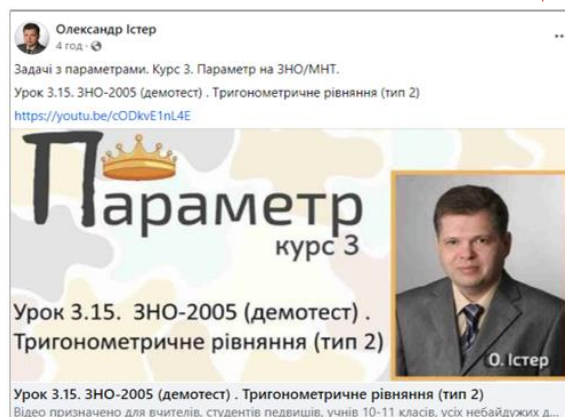 Олександр Істер
4 год ·
Задачі з параметрами. Курс 3. Параметр на ЗНО/МНТ.
Урок 3.15. ЗНО-2005 (демотест) . Тригонометричне рівняння (тип 2)
https://youtu.be/cODkvE1nL4E
Параметр
курс 3
Урок 3.15. ЗНО-2005 (демотест) .
Тригонометричне рівняння (тип 2)
О. Істер
Урок 3.15. ЗНО-2005 (демотест) . Тригонометричне рівняння (тип 2)
Відео призначено для вчителів, студентів педвишів, учнів 10-11 класів, усіх небайдужих д...